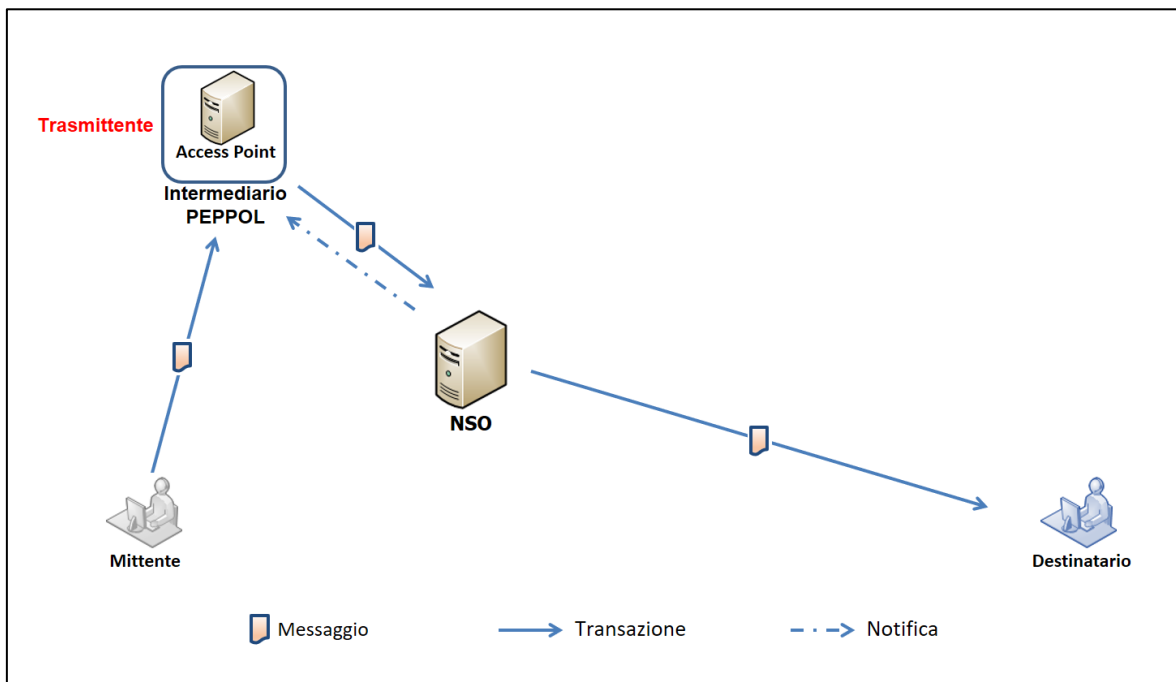 Trasmittente
Access Point
Intermediario
PEPPOL
NSO
Mittente
Destinatario
Messaggio
Transazione
Notifica